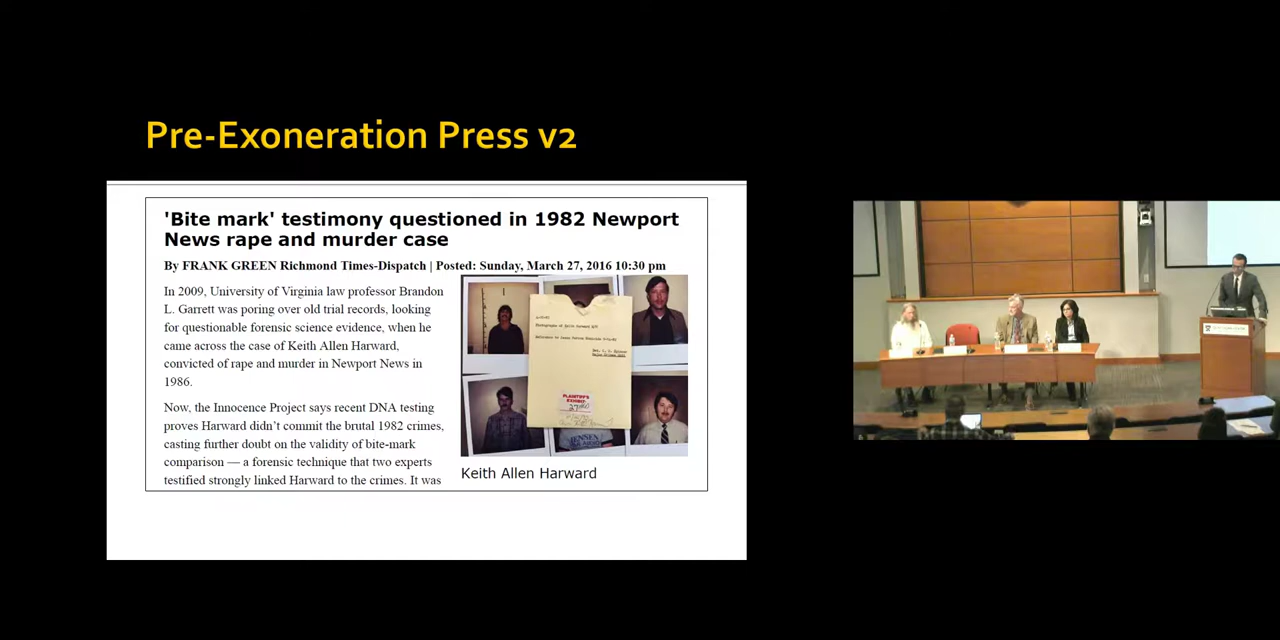 Pre-Exoneration Press v2
'Bite mark' testimony questioned in 1982 Newport
News rape and murder case
By FRANK GREEN Richmond Times-Dispatch | Posted: Sunday, March 27, 2016 10:30 pm
In 2009, University of Virginia law professor Brandon
L. Garrett was poring over old trial records, looking
for questionable forensic science evidence, when he
came across the case of Keith Allen Harward,
convicted of rape and murder in Newport News in
1986.
Now, the Innocence Project says recent DNA testing
proves Harward didn't commit the brutal 1982 crimes,
casting further doubt on the validity of bite-mark
comparison — a forensic technique that two experts
testified strongly linked Harward to the crimes. It was
PLAINTIFF'S
EXHIBIT
JENSEN
Keith Allen Harward